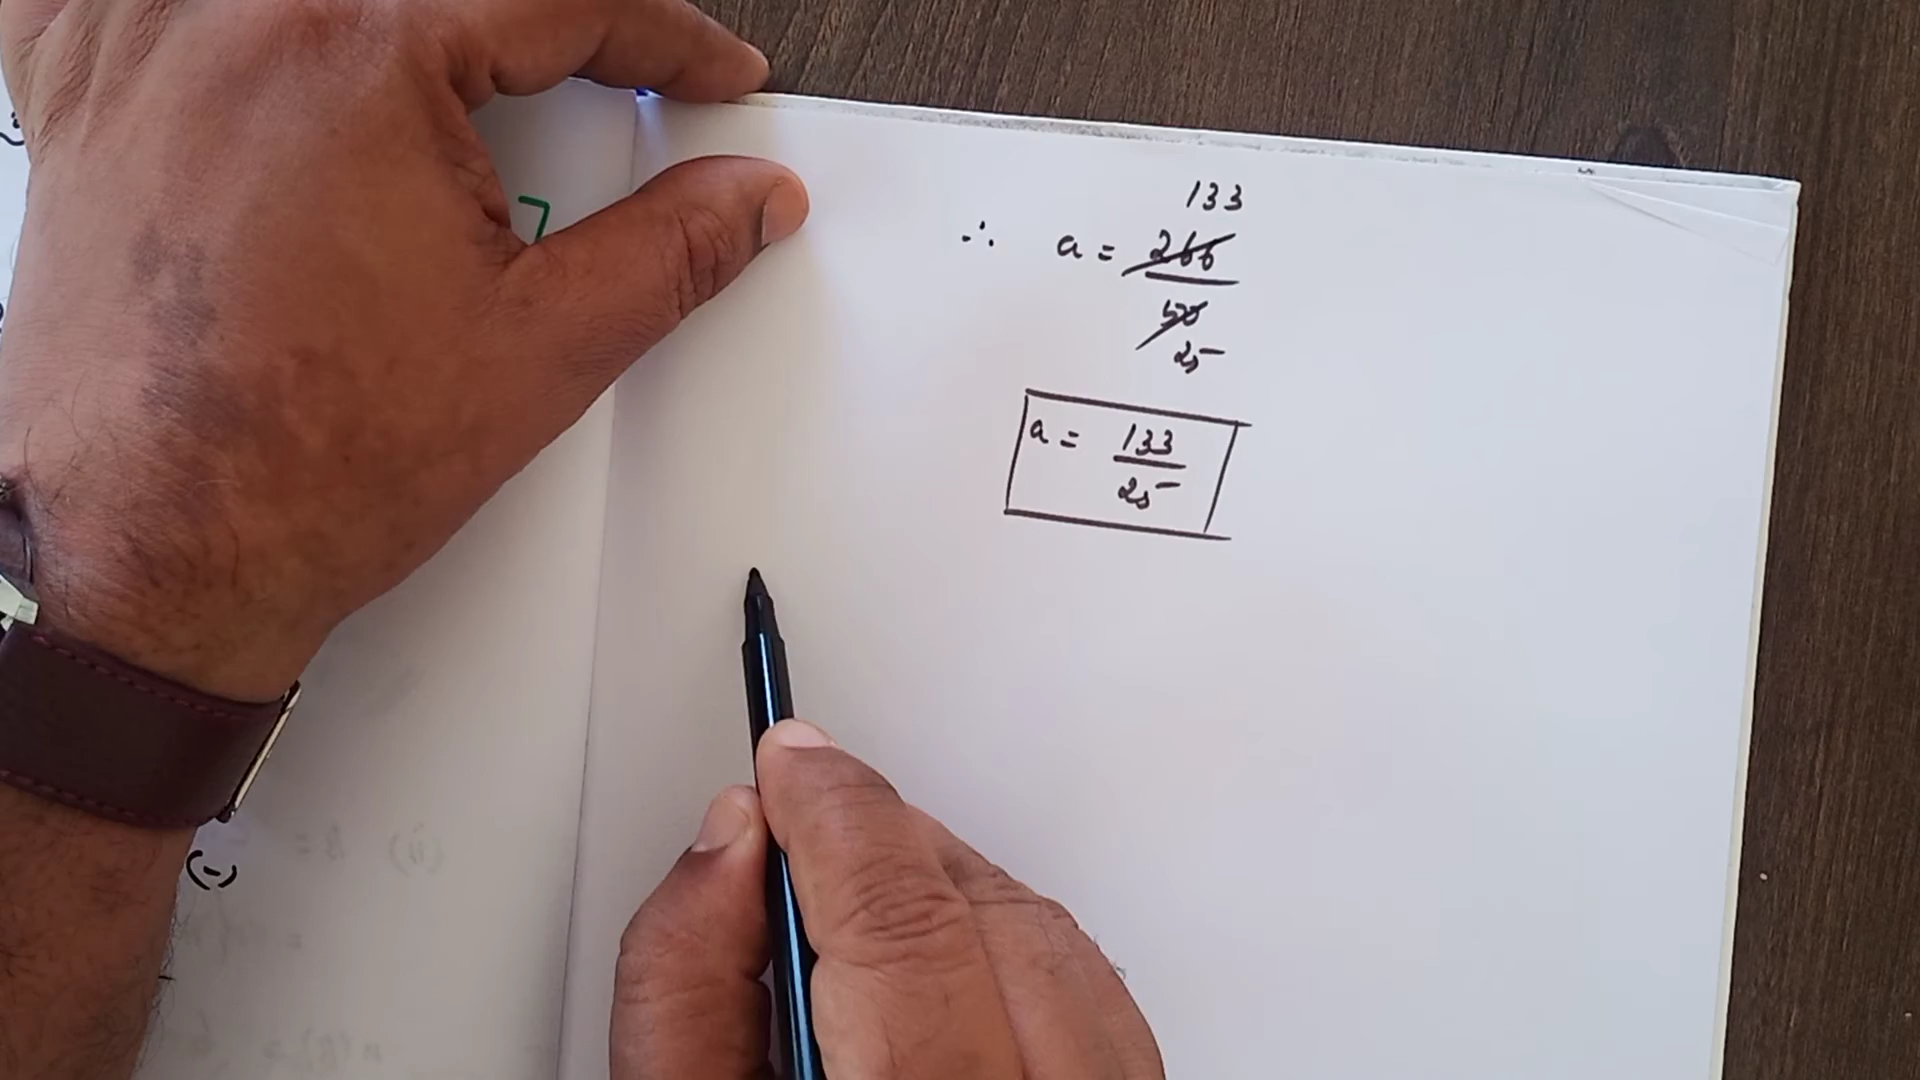 133
∴ a = 266
50
25
a = 133
25
(-)